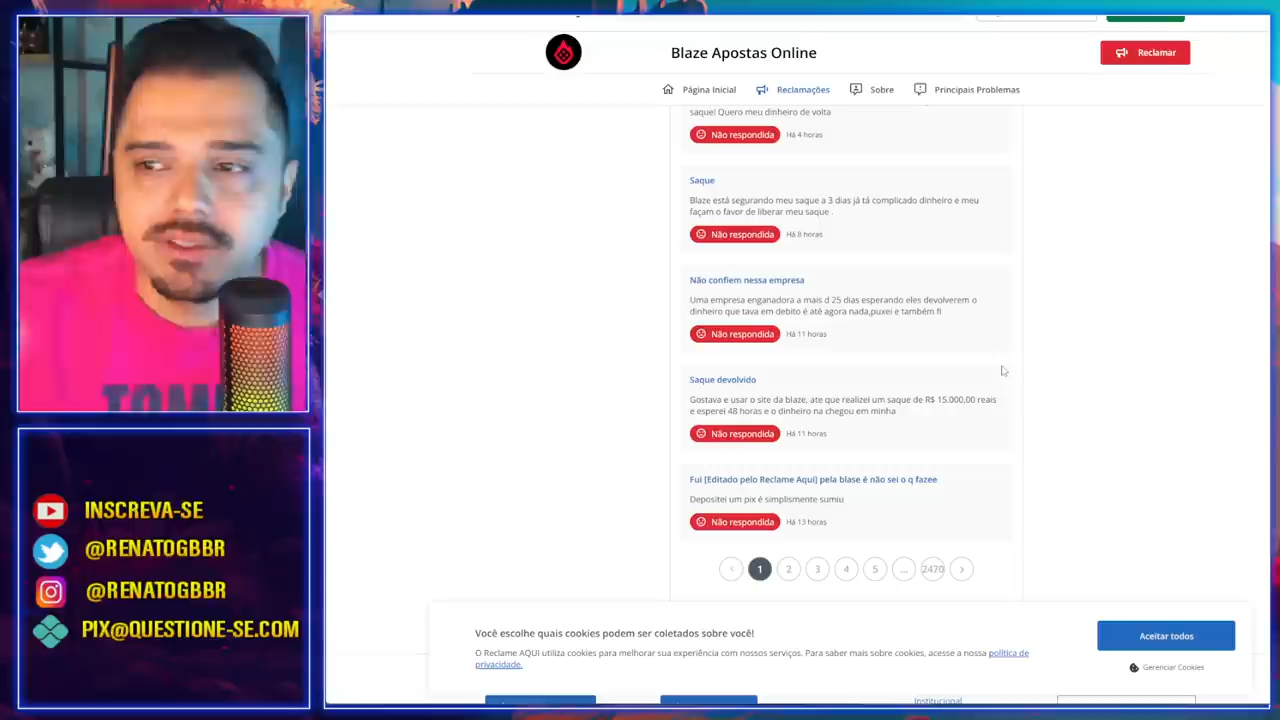 Blaze Apostas Online
Reclamar
Página Inicial
Reclamações
Sobre
Principais Problemas
saque! Quero meu dinheiro de volta
Não respondida
Há 4 horas
Saque
Blaze está segurando meu saque a 3 dias já tá complicado dinheiro e meu
façam o favor de liberar meu saque .
Não respondida
Há 8 horas
Não confiem nessa empresa
Uma empresa enganadora a mais d 25 dias esperando eles devolverem o
dinheiro que tava em debito é até agora nada,puxei e também fi
Não respondida
Há 11 horas
Saque devolvido
Gostava e usar o site da blaze, ate que realizei um saque de R$ 15.000,00 reais
e esperei 48 horas e o dinheiro na chegou em minha
Não respondida
Há 11 horas
Fui [Editado pelo Reclame Aqui] pela blase é não sei o q fazee
Depositei um pix é simplismente sumiu
Não respondida
Há 13 horas
1 2 3 4 5 ... 2470
Você escolhe quais cookies podem ser coletados sobre você!
O Reclame AQUI utiliza cookies para melhorar sua experiência com nossos serviços. Para saber mais sobre cookies, acesse a nossa política de
privacidade.
Aceitar todos
Gerenciar Cookies
Institucional
TOMM
INSCREVA-SE
@RENATOGBBR
@RENATOGBBR
PIX@QUESTIONE-SE.COM